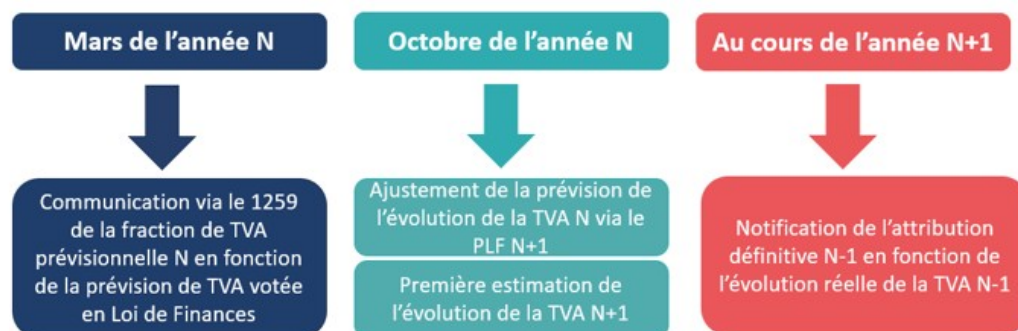 Mars de l'année N
Octobre de l'année N
Au cours de l'année N+1
Communication via le 1259
de la fraction de TVA
prévisionnelle N en fonction
de la prévision de TVA votée
en Loi de Finances
Ajustement de la prévision de
l'évolution de la TVA N via le
PLF N+1
Première estimation de
l'évolution de la TVA N+1
Notification de l'attribution
définitive N-1 en fonction de
l'évolution réelle de la TVA N-1